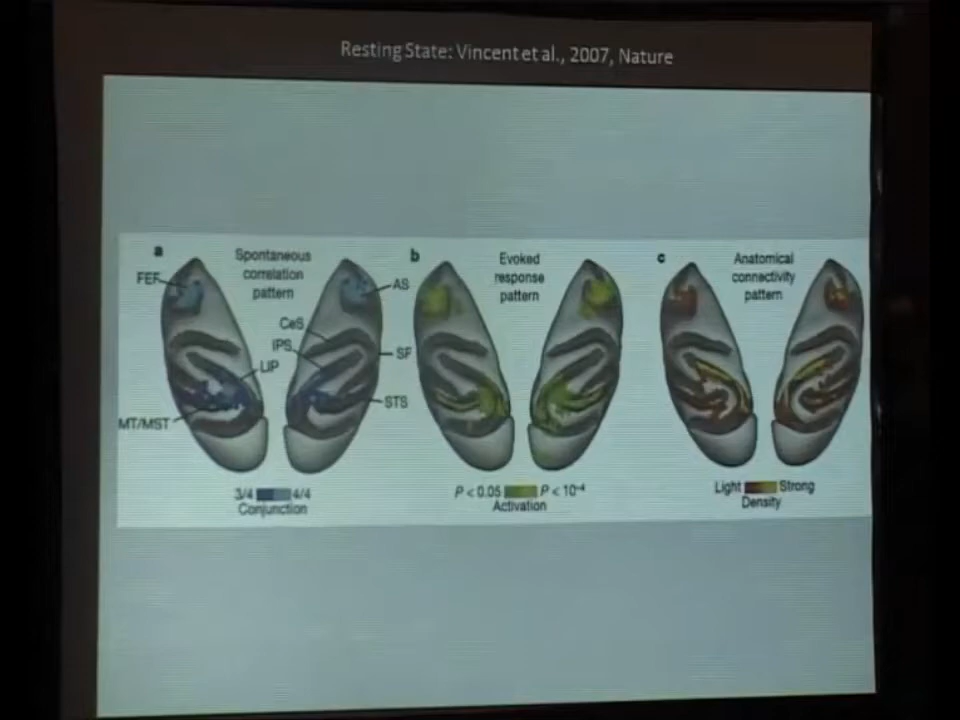 Resting State: Vincent et al., 2007, Nature
a
Spontaneous
correlation
pattern
FEF
AS
CeS
IPS
LIP
SF
STS
MT/MST
3/4
4/4
Conjunction
b
Evoked
response
pattern
P < 0.05
P < 10⁻⁴
Activation
c
Anatomical
connectivity
pattern
Light
Strong
Density